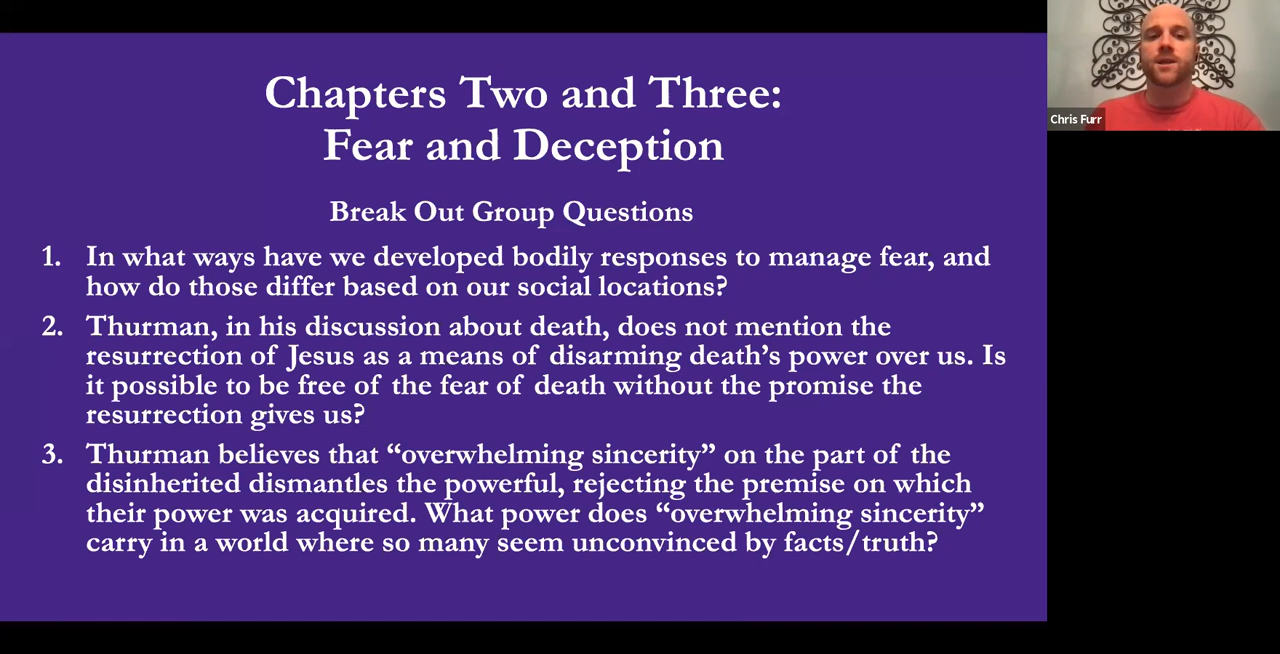 Chapters Two and Three:
Fear and Deception
Break Out Group Questions
1. In what ways have we developed bodily responses to manage fear, and
how do those differ based on our social locations?
2. Thurman, in his discussion about death, does not mention the
resurrection of Jesus as a means of disarming death’s power over us. Is
it possible to be free of the fear of death without the promise the
resurrection gives us?
3. Thurman believes that “overwhelming sincerity” on the part of the
disinherited dismantles the powerful, rejecting the premise on which
their power was acquired. What power does “overwhelming sincerity”
carry in a world where so many seem unconvinced by facts/truth?
Chris Furr